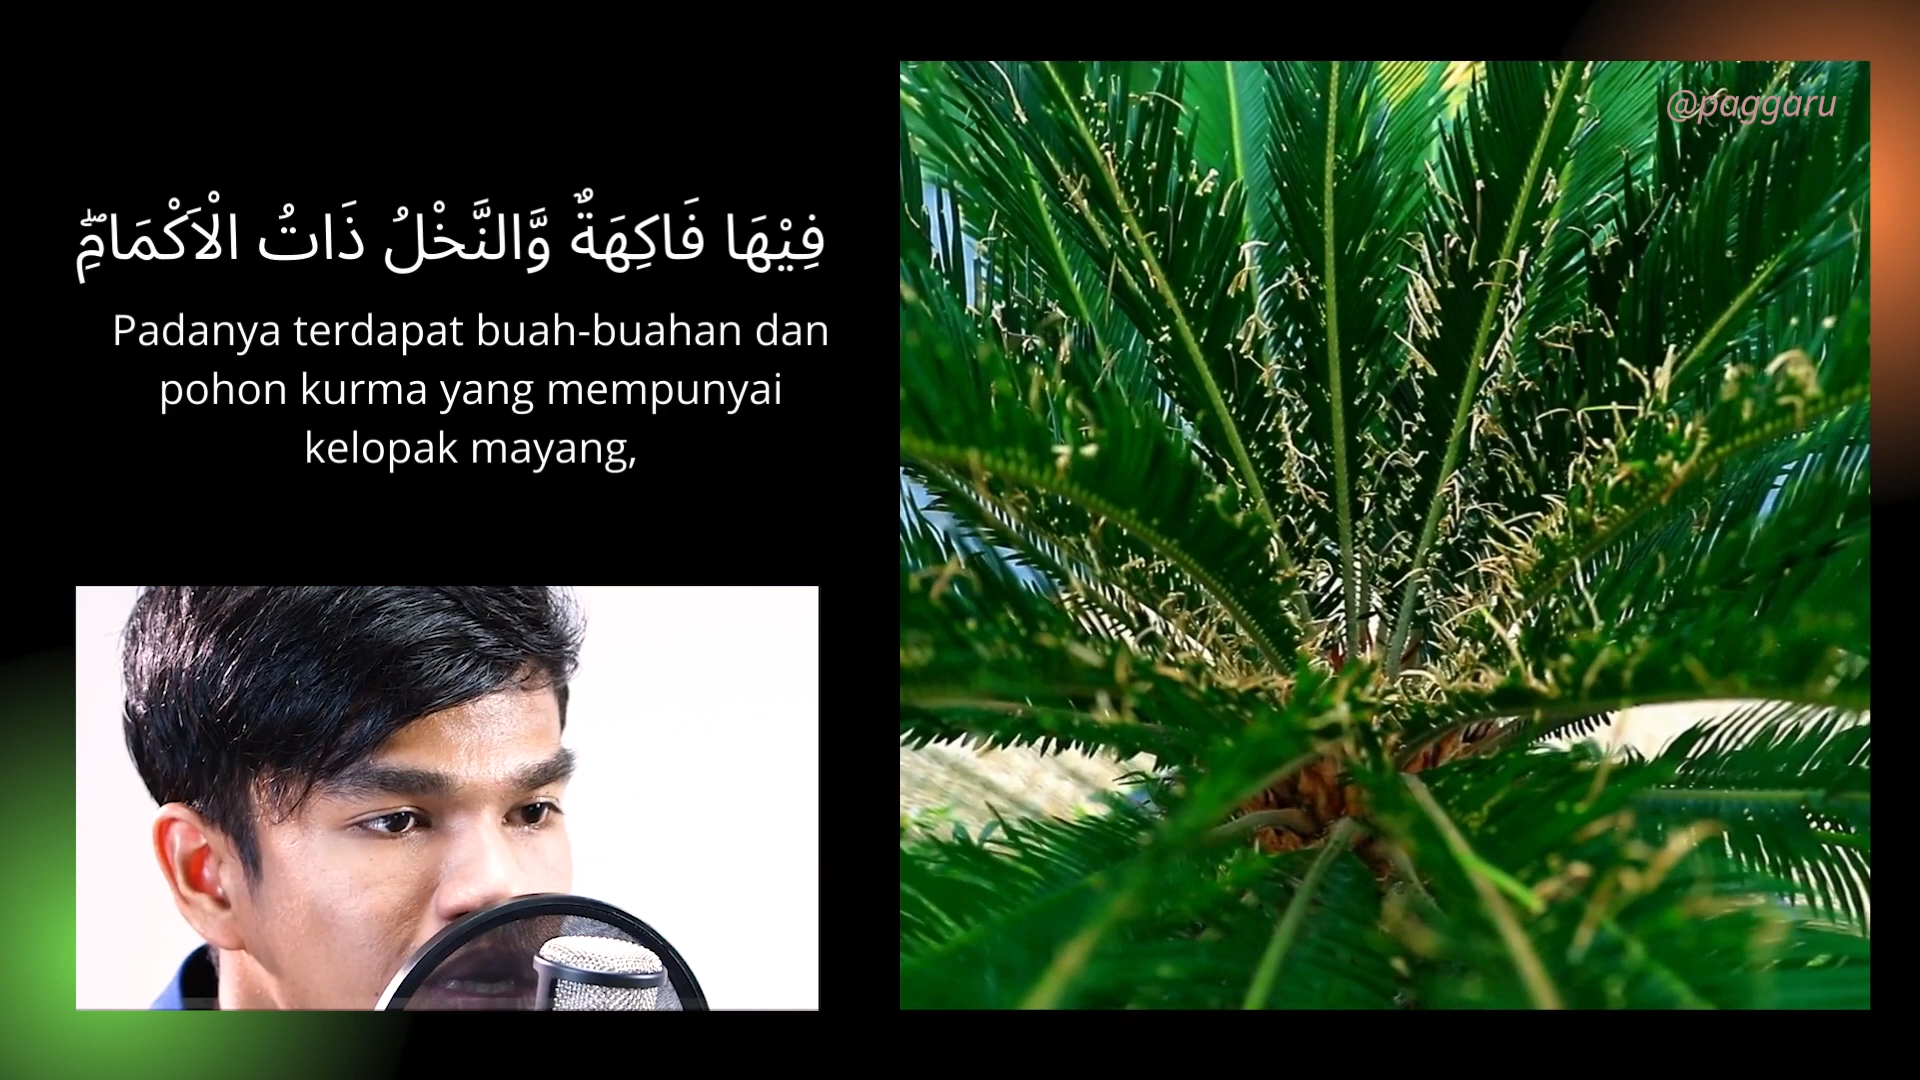 فِيْهَا فَاكِهَةٌ وَّالنَّخْلُ ذَاتُ الْاَكْمَامِۖ
Padanya terdapat buah-buahan dan
pohon kurma yang mempunyai
kelopak mayang,
@paggaru